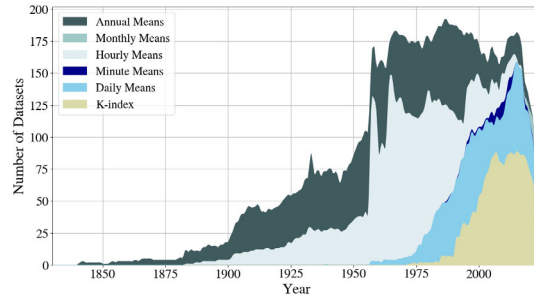 200
175
150
125
100
75
50
25
0
Number of Datasets
Annual Means
Monthly Means
Hourly Means
Minute Means
Daily Means
K-index
1850 1875 1900 1925 1950 1975 2000
Year